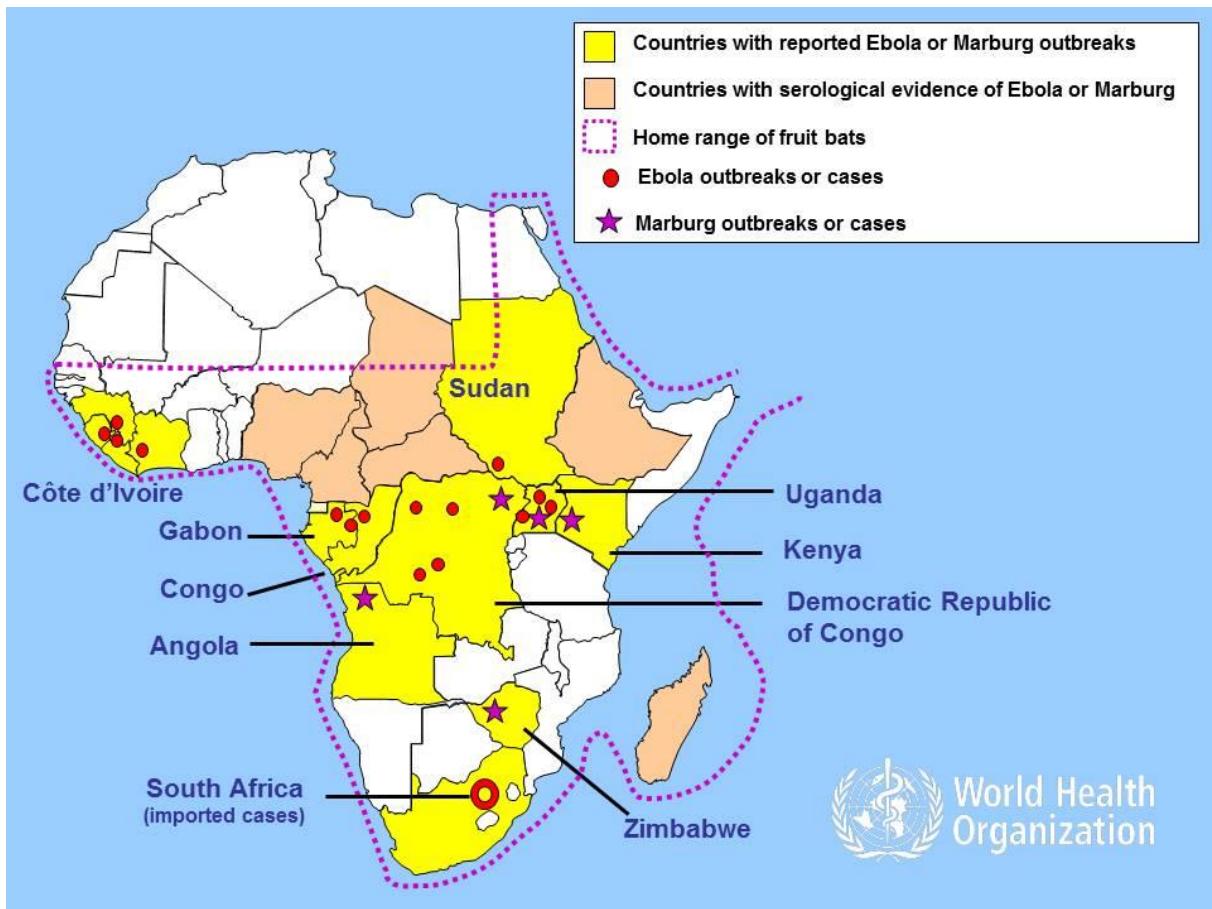 Countries with reported Ebola or Marburg outbreaks
Countries with serological evidence of Ebola or Marburg
Home range of fruit bats
Ebola outbreaks or cases
Marburg outbreaks or cases
Sudan
Côte d’Ivoire
Gabon
Congo
Angola
South Africa
(imported cases)
Uganda
Kenya
Democratic Republic
of Congo
Zimbabwe
World Health
Organization